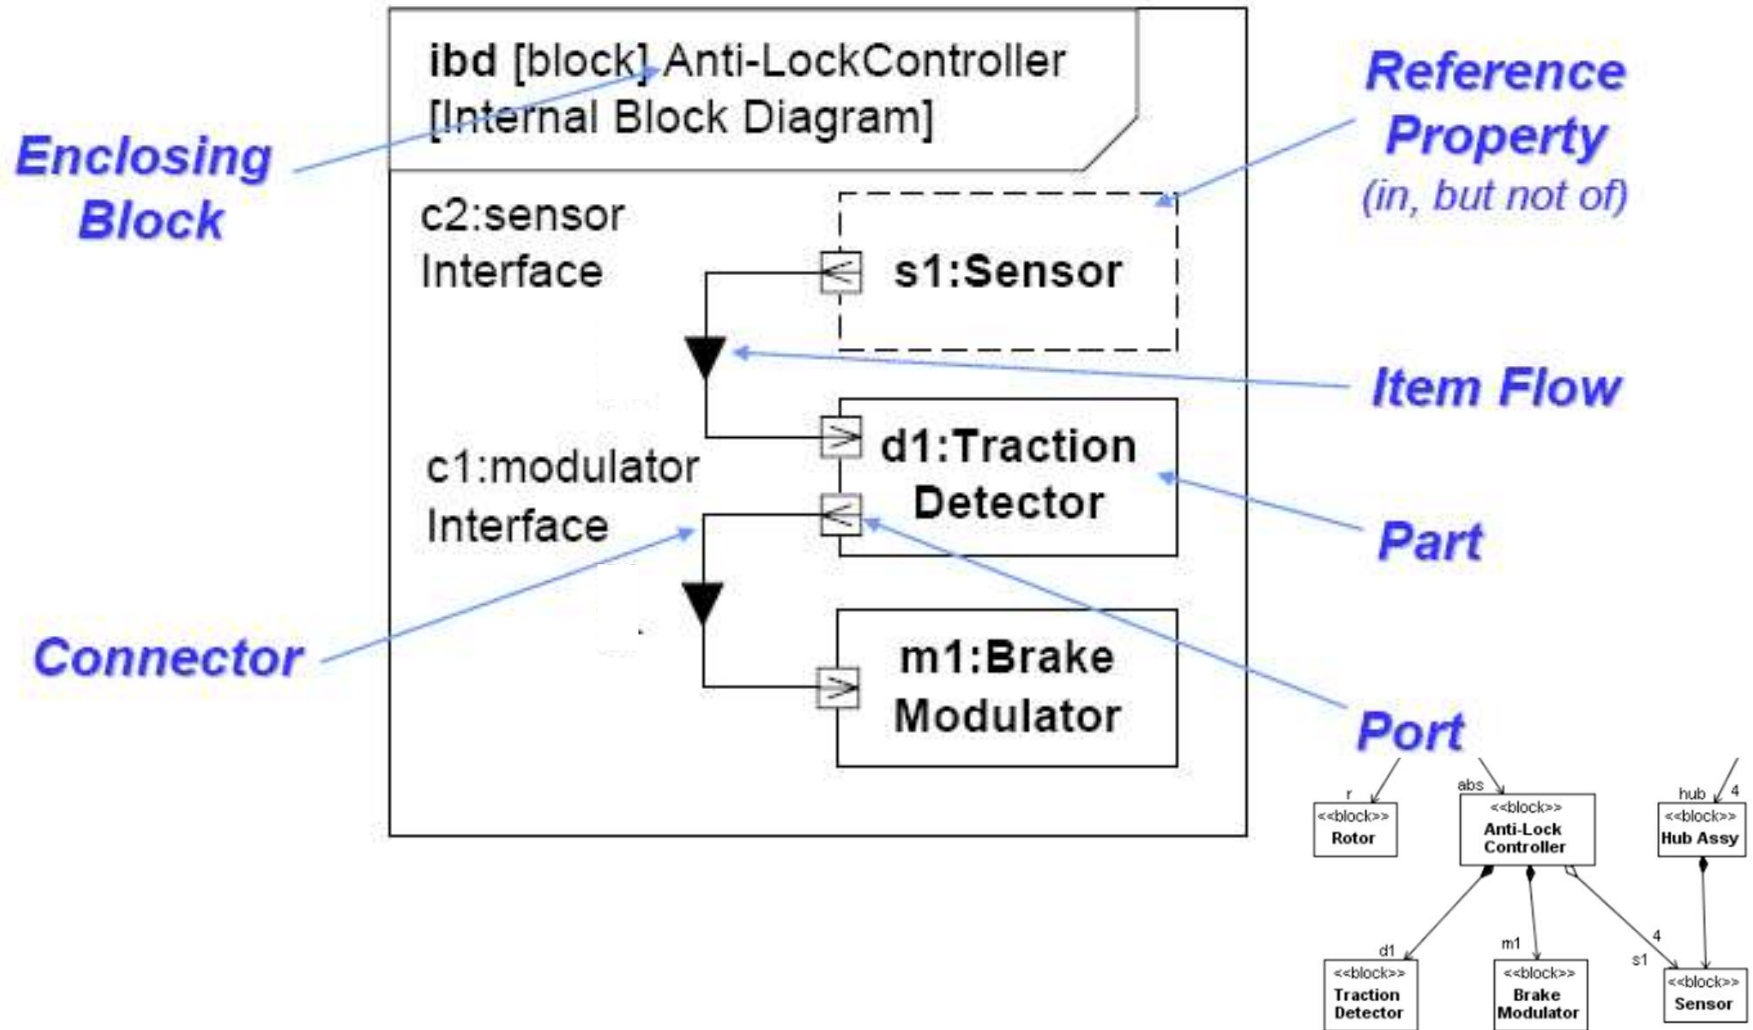 ibd [block] Anti-LockController
[Internal Block Diagram]
Enclosing
Block
Reference
Property
(in, but not of)
c2:sensor
Interface
s1:Sensor
Item Flow
d1:Traction
Detector
c1:modulator
Interface
Part
Connector
m1:Brake
Modulator
Port
r
abs
hub
4
<<block>>
Rotor
<<block>>
Anti-Lock
Controller
<<block>>
Hub Assy
d1
m1
4
s1
<<block>>
Traction
Detector
<<block>>
Brake
Modulator
<<block>>
Sensor